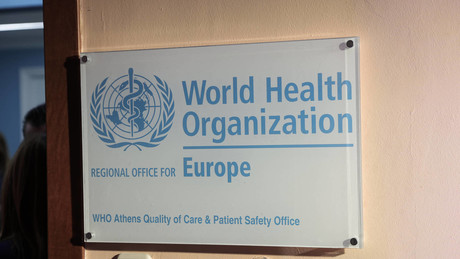 World Health
Organization
REGIONAL OFFICE FOR Europe
WHO Athens Quality of Care & Patient Safety Office